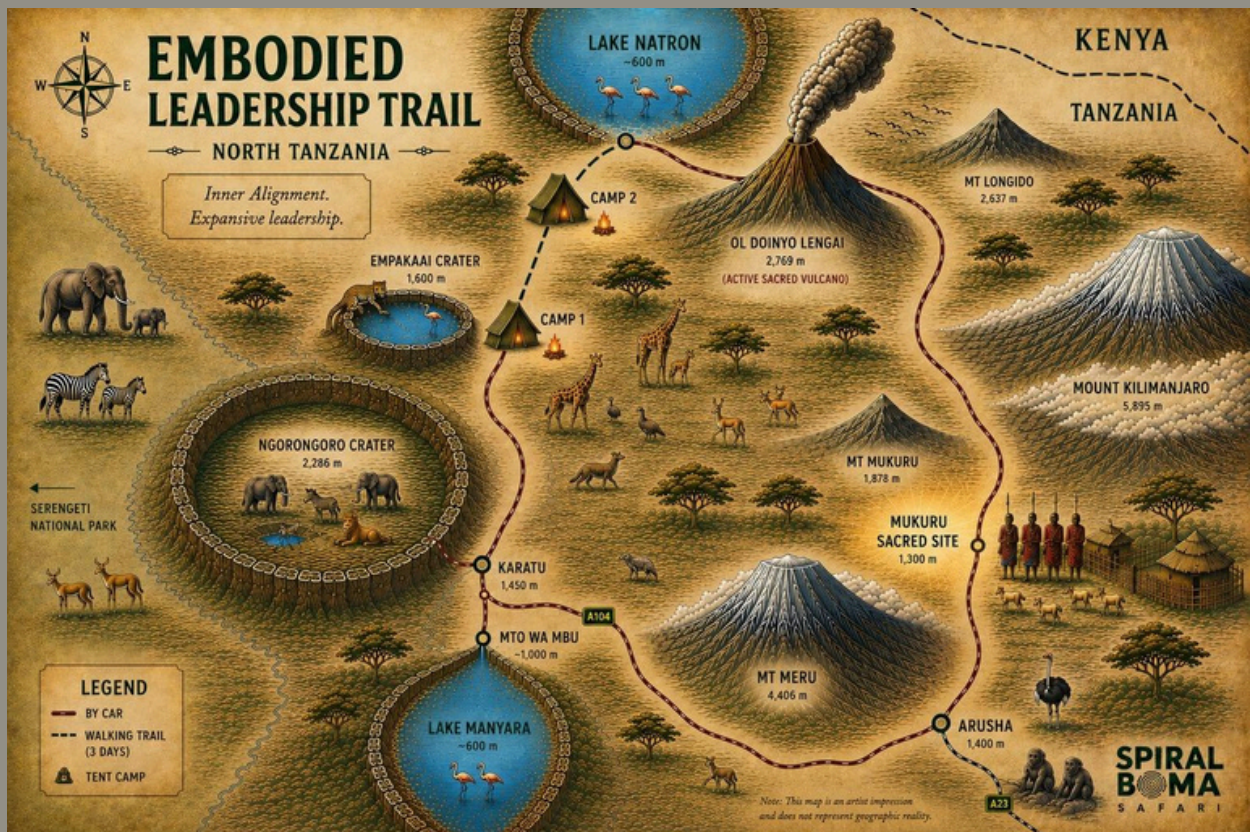 N
W E
S
EMBODIED
LEADERSHIP TRAIL
NORTH TANZANIA
Inner Alignment.
Expansive leadership.
LAKE NATRON
~600 m
KENYA
TANZANIA
MT LONGIDO
2,637 m
CAMP 2
OL DOINYO LENGAI
2,769 m
(ACTIVE SACRED VULCANO)
EMPAKAAI CRATER
1,600 m
CAMP 1
MOUNT KILIMANJARO
5,895 m
NGORONGORO CRATER
2,286 m
MT MUKURU
1,878 m
SERENGETI
NATIONAL PARK
MUKURU
SACRED SITE
1,300 m
KARATU
1,450 m
A104
MTO WA MBU
~1,000 m
MT MERU
4,406 m
LAKE MANYARA
~600 m
ARUSHA
1,400 m
A23
LEGEND
BY CAR
WALKING TRAIL
(3 DAYS)
TENT CAMP
Note: This map is an artist impression
and does not represent geographic reality.
SPIRAL
BOMA
SAFARI